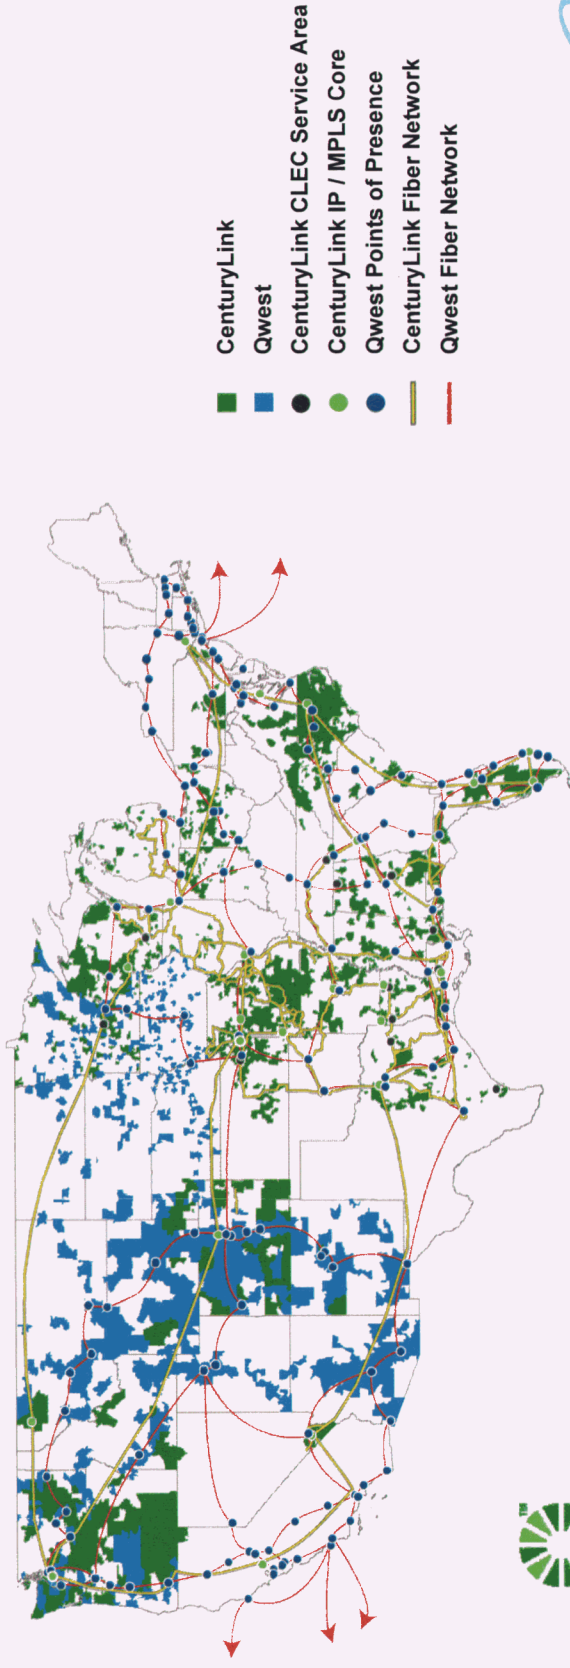 CenturyLink
Qwest
CenturyLink CLEC Service Area
CenturyLink IP / MPLS Core
Qwest Points of Presence
CenturyLink Fiber Network
Qwest Fiber Network
TM